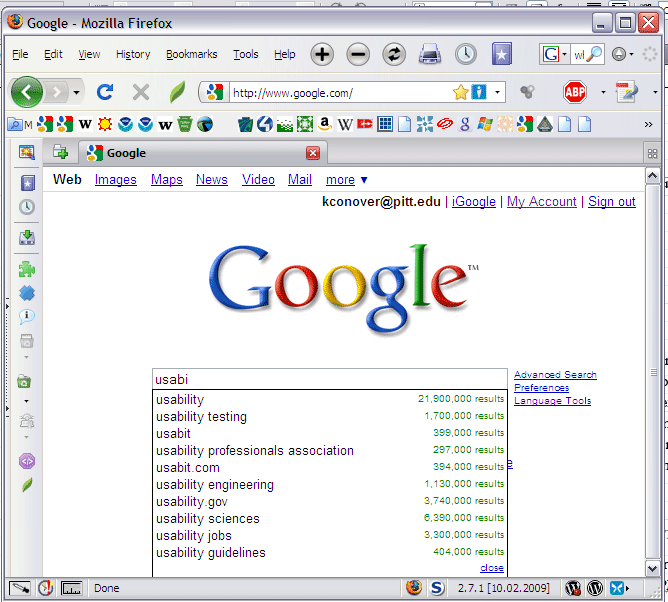 Google - Mozilla Firefox
File Edit View History Bookmarks Tools Help
http://www.google.com/
ABP
M
Google
Web Images Maps News Video Mail more ▼
kconover@pitt.edu | iGoogle | My Account | Sign out
Google™
usabi
Advanced Search
Preferences
Language Tools
usability 21,900,000 results
usability testing 1,700,000 results
usabit 399,000 results
usability professionals association 297,000 results
usabit.com 394,000 results
usability engineering 1,130,000 results
usability.gov 3,740,000 results
usability sciences 6,390,000 results
usability jobs 3,300,000 results
usability guidelines 404,000 results
close
Done
S
2.7.1 [10.02.2009]